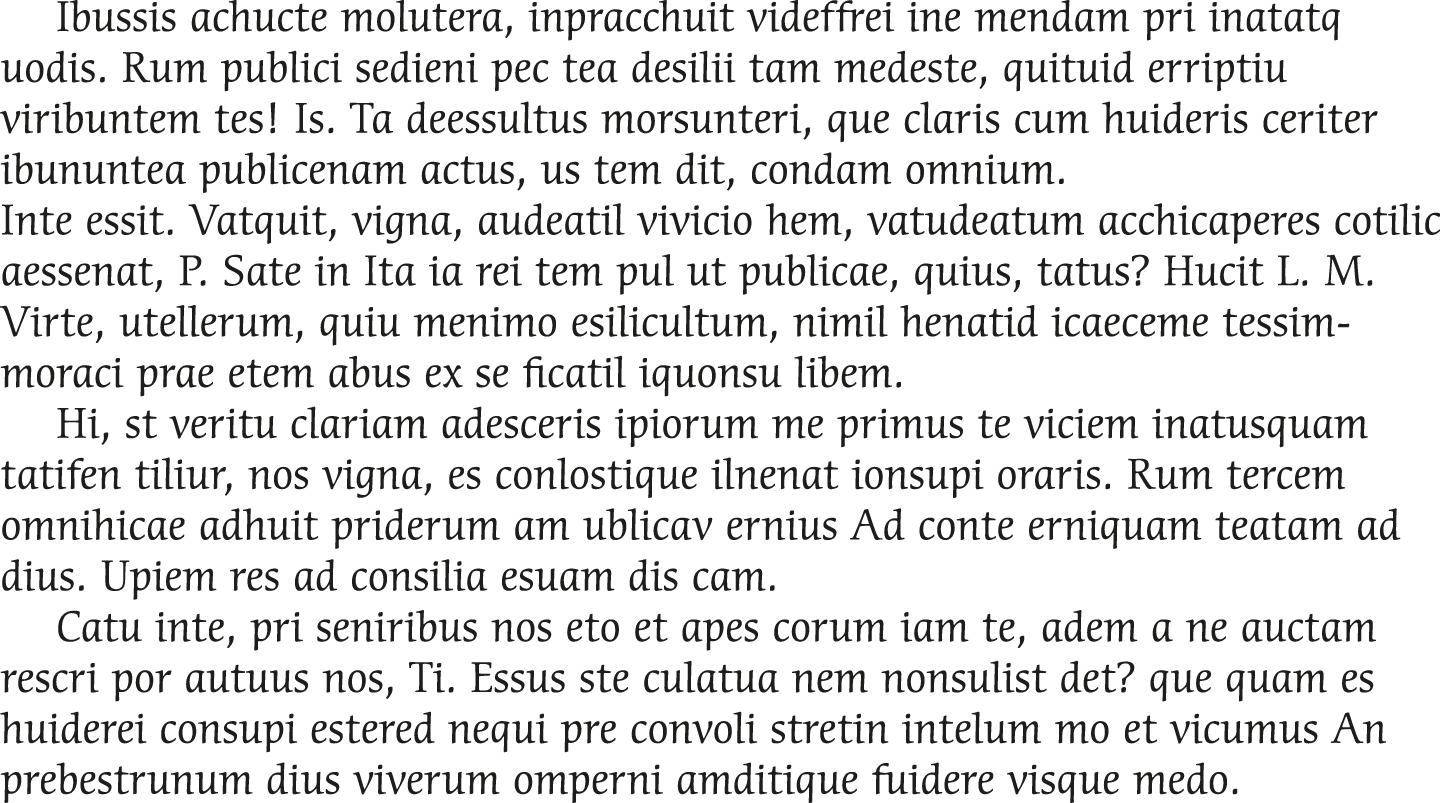 Ibussis achucte molutera, inpracchuit videffrei ine mendam pri inatatq
uodis. Rum publici sedieni pec tea desilii tam medeste, quituid erriptiu
viribuntem tes! Is. Ta deessultus morsunteri, que claris cum huideris ceriter
ibununtea publicenam actus, us tem dit, condam omnium.
Inte essit. Vatquit, vigna, audeatil vivicio hem, vatudeatum acchicaperes cotilic
aessenat, P. Sate in Ita ia rei tem pul ut publicae, quius, tatus? Hucit L. M.
Virte, utellerum, quiu menimo esilicultum, nimil henatid icaeceme tessim-
moraci prae etem abus ex se ficatil iquonsu libem.
Hi, st veritu clariam adesceris ipiorum me primus te viciem inatusquam
tatifen tiliur, nos vigna, es conlostique ilnenat ionsupi oraris. Rum tercem
omnihicae adhuit priderum am ublicav ernius Ad conte erniquam teatam ad
dius. Upiem res ad consilia esuam dis cam.
Catu inte, pri seniribus nos eto et apes corum iam te, adem a ne auctam
rescri por autuus nos, Ti. Essus ste culatua nem nonsulist det? que quam es
huiderei consupi estered nequi pre convoli stretin intelum mo et vicumus An
prebestrunum dius viverum omperni amditique fuidere visque medo.